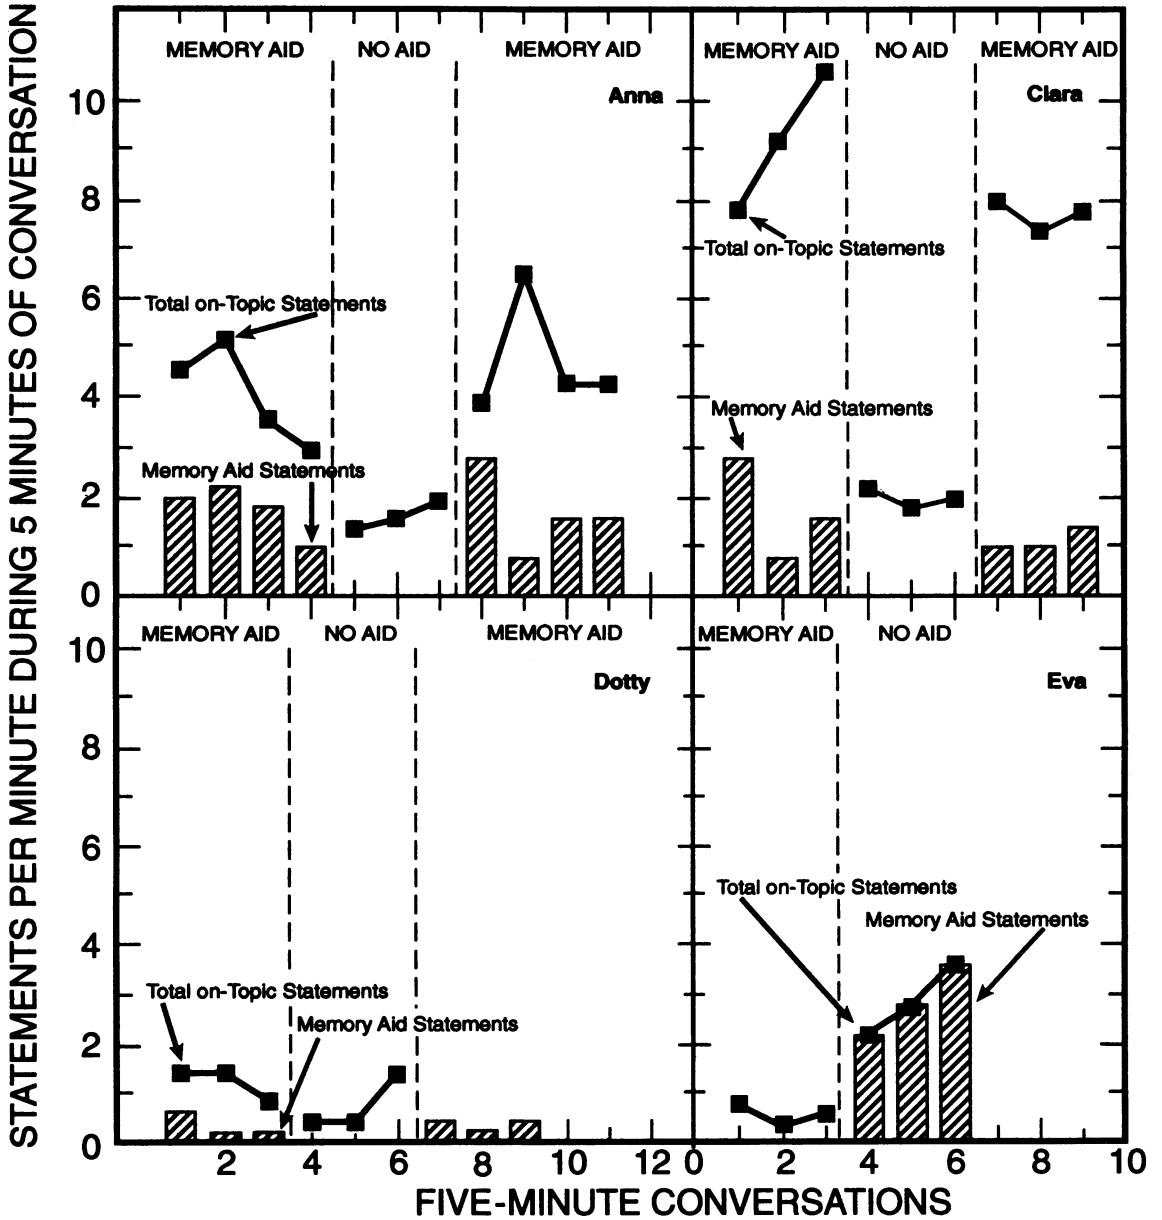 STATEMENTS PER MINUTE DURING 5 MINUTES OF CONVERSATION
MEMORY AID NO AID MEMORY AID
Anna
10
8
6
4
2
0
Total on-Topic Statements
Memory Aid Statements
MEMORY AID NO AID MEMORY AID
Clara
Total on-Topic Statements
Memory Aid Statements
MEMORY AID NO AID MEMORY AID
Dotty
10
8
6
4
2
0
Total on-Topic Statements
Memory Aid Statements
MEMORY AID NO AID
Eva
Total on-Topic Statements
Memory Aid Statements
2 4 6 8 10 12 0 2 4 6 8 10
FIVE-MINUTE CONVERSATIONS